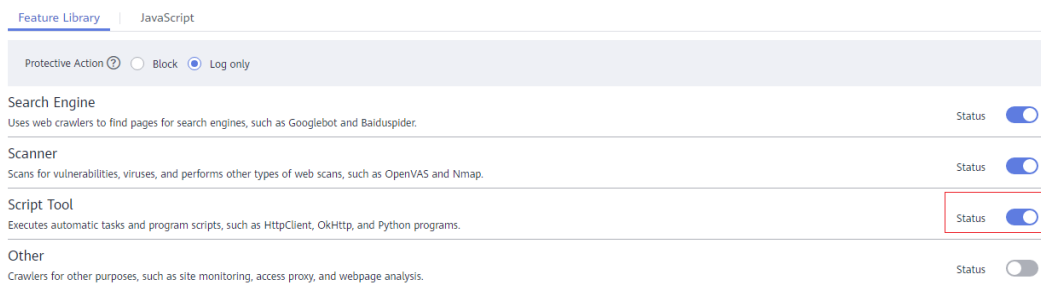 Feature Library JavaScript
Protective Action ? Block Log only
Search Engine
Uses web crawlers to find pages for search engines, such as Googlebot and Baiduspider.
Status
Scanner
Scans for vulnerabilities, viruses, and performs other types of web scans, such as OpenVAS and Nmap.
Status
Script Tool
Executes automatic tasks and program scripts, such as HttpClient, OkHttp, and Python programs.
Status
Other
Crawlers for other purposes, such as site monitoring, access proxy, and webpage analysis.
Status